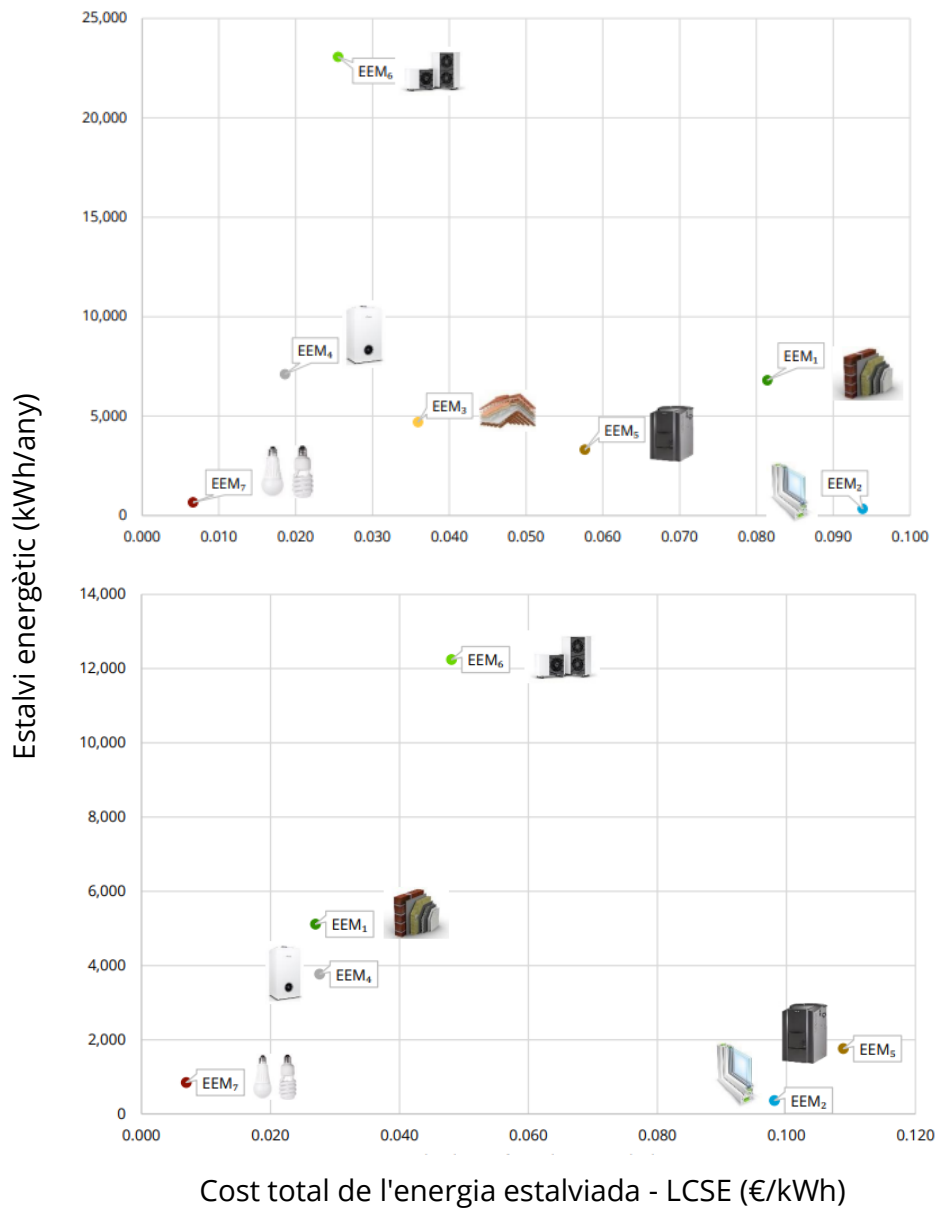 Estalvi energètic (kWh/any)
25,000
20,000
15,000
10,000
5,000
0
EEM₆
EEM₄
EEM₁
EEM₃
EEM₅
EEM₇
EEM₂
0.000 0.010 0.020 0.030 0.040 0.050 0.060 0.070 0.080 0.090 0.100
14,000
12,000
10,000
8,000
6,000
4,000
2,000
0
EEM₆
EEM₁
EEM₄
EEM₅
EEM₇
EEM₂
0.000 0.020 0.040 0.060 0.080 0.100 0.120
Cost total de l'energia estalviada - LCSE (€/kWh)